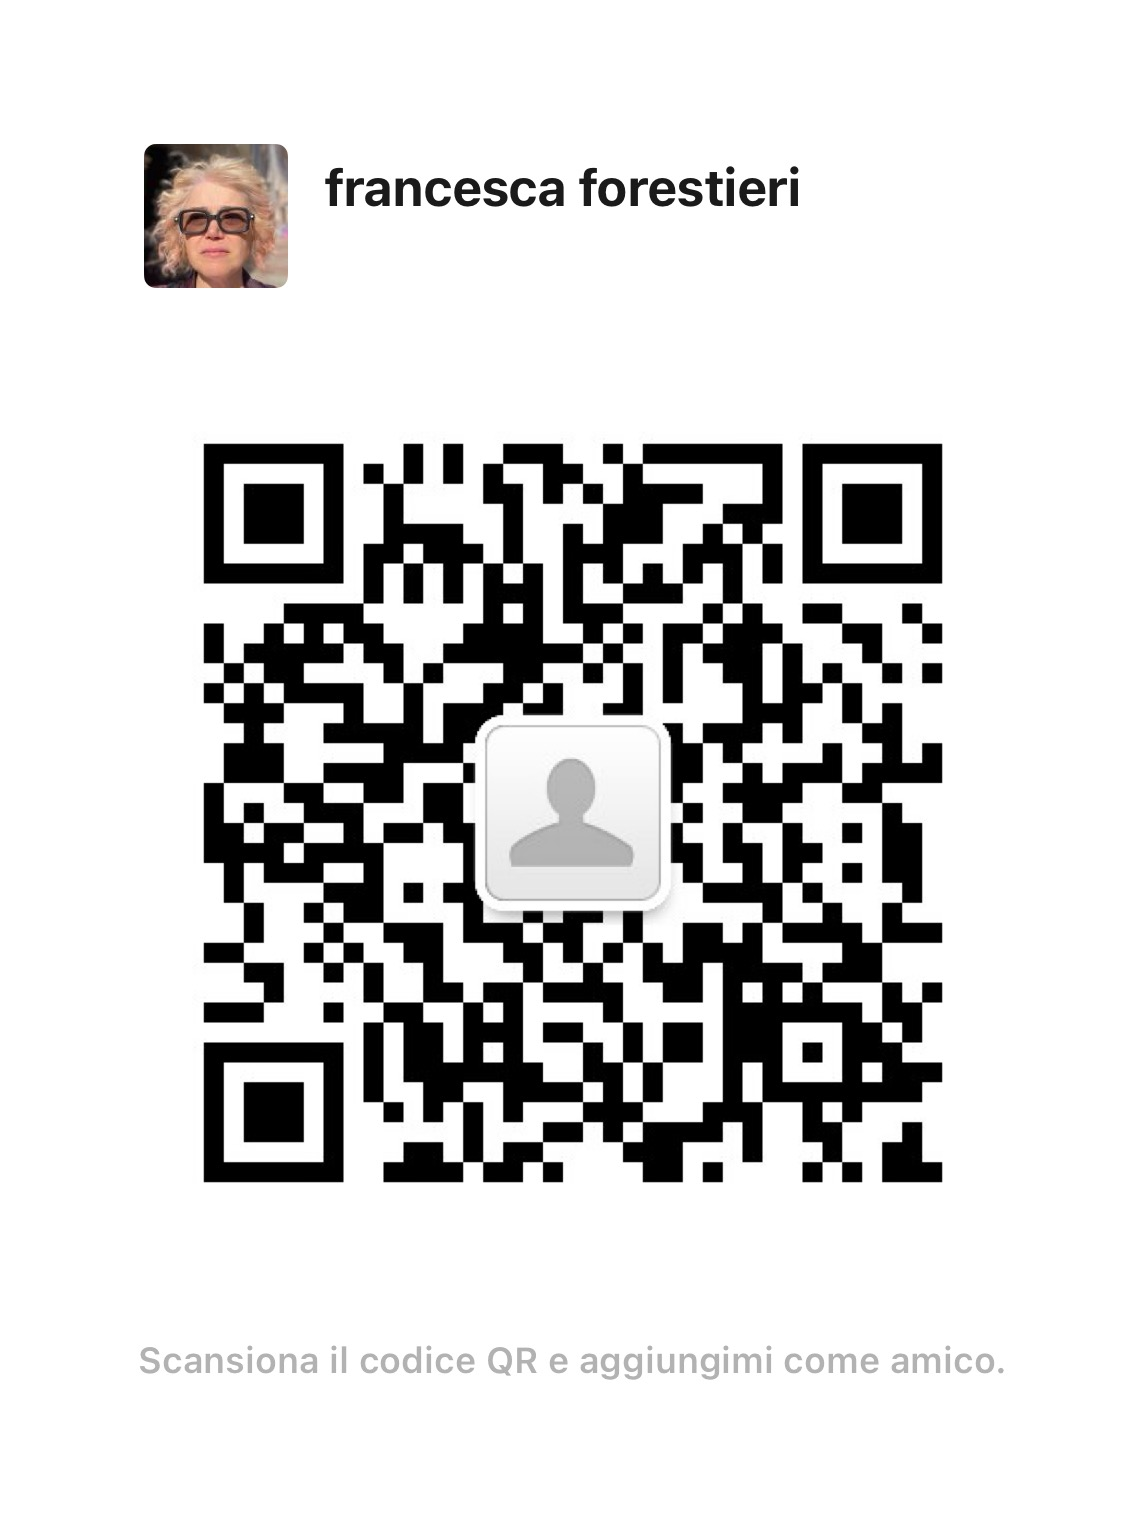 francesca forestieri
Scansiona il codice QR e aggiungimi come amico.